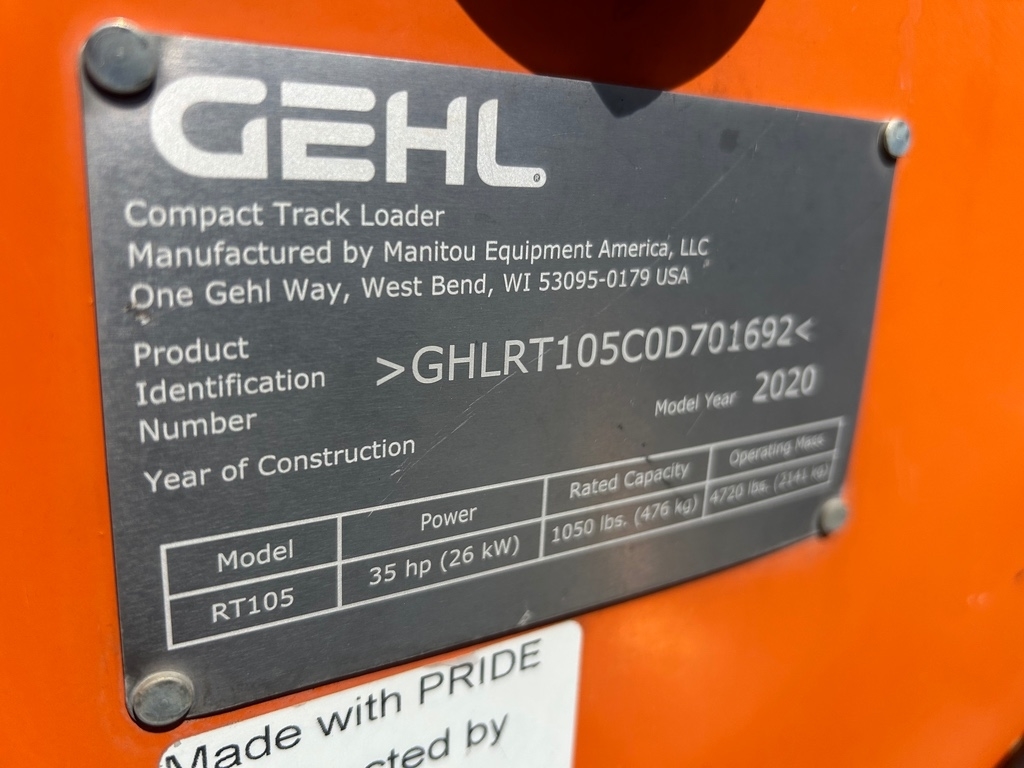 GEHL®
Compact Track Loader
Manufactured by Manitou Equipment America, LLC
One Gehl Way, West Bend, WI 53095-0179 USA
Product
Identification
Number
>GHLRT105C0D701692<
Model Year 2020
Year of Construction
Model Power Rated Capacity Operating Mass
RT105 35 hp (26 kW) 1050 lbs. (476 kg) 4720 lbs. (2141 kg)
Made with PRIDE
cted by